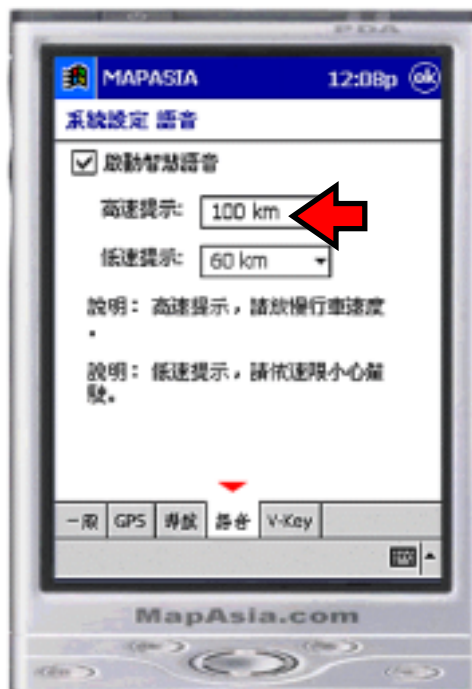 PDA
MAPASIA 12:08p ok
系統設定 語音
啟動智慧語音
高速提示: 100 km
低速提示: 60 km
說明： 高速提示，請放慢行車速度
。
說明： 低速提示，請依速限小心駕
駛。
一般 GPS 導航 語音 V-Key
MapAsia.com